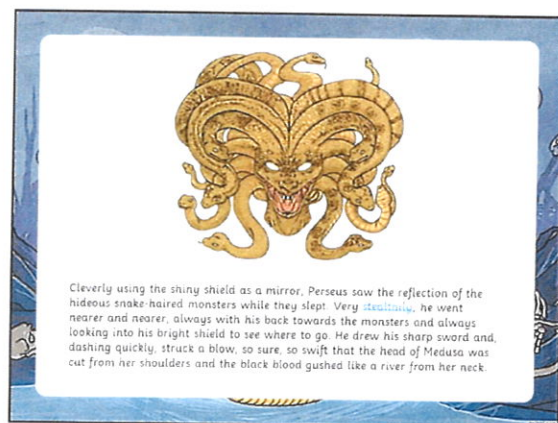 Cleverly using the shiny shield as a mirror, Perseus saw the reflection of the
hideous snake-haired monsters while they slept. Very stealthily, he went
nearer and nearer, always with his back towards the monsters and always
looking into his bright shield to see where to go. He drew his sharp sword and,
dashing quickly, struck a blow, so sure, so swift that the head of Medusa was
cut from her shoulders and the black blood gushed like a river from her neck.